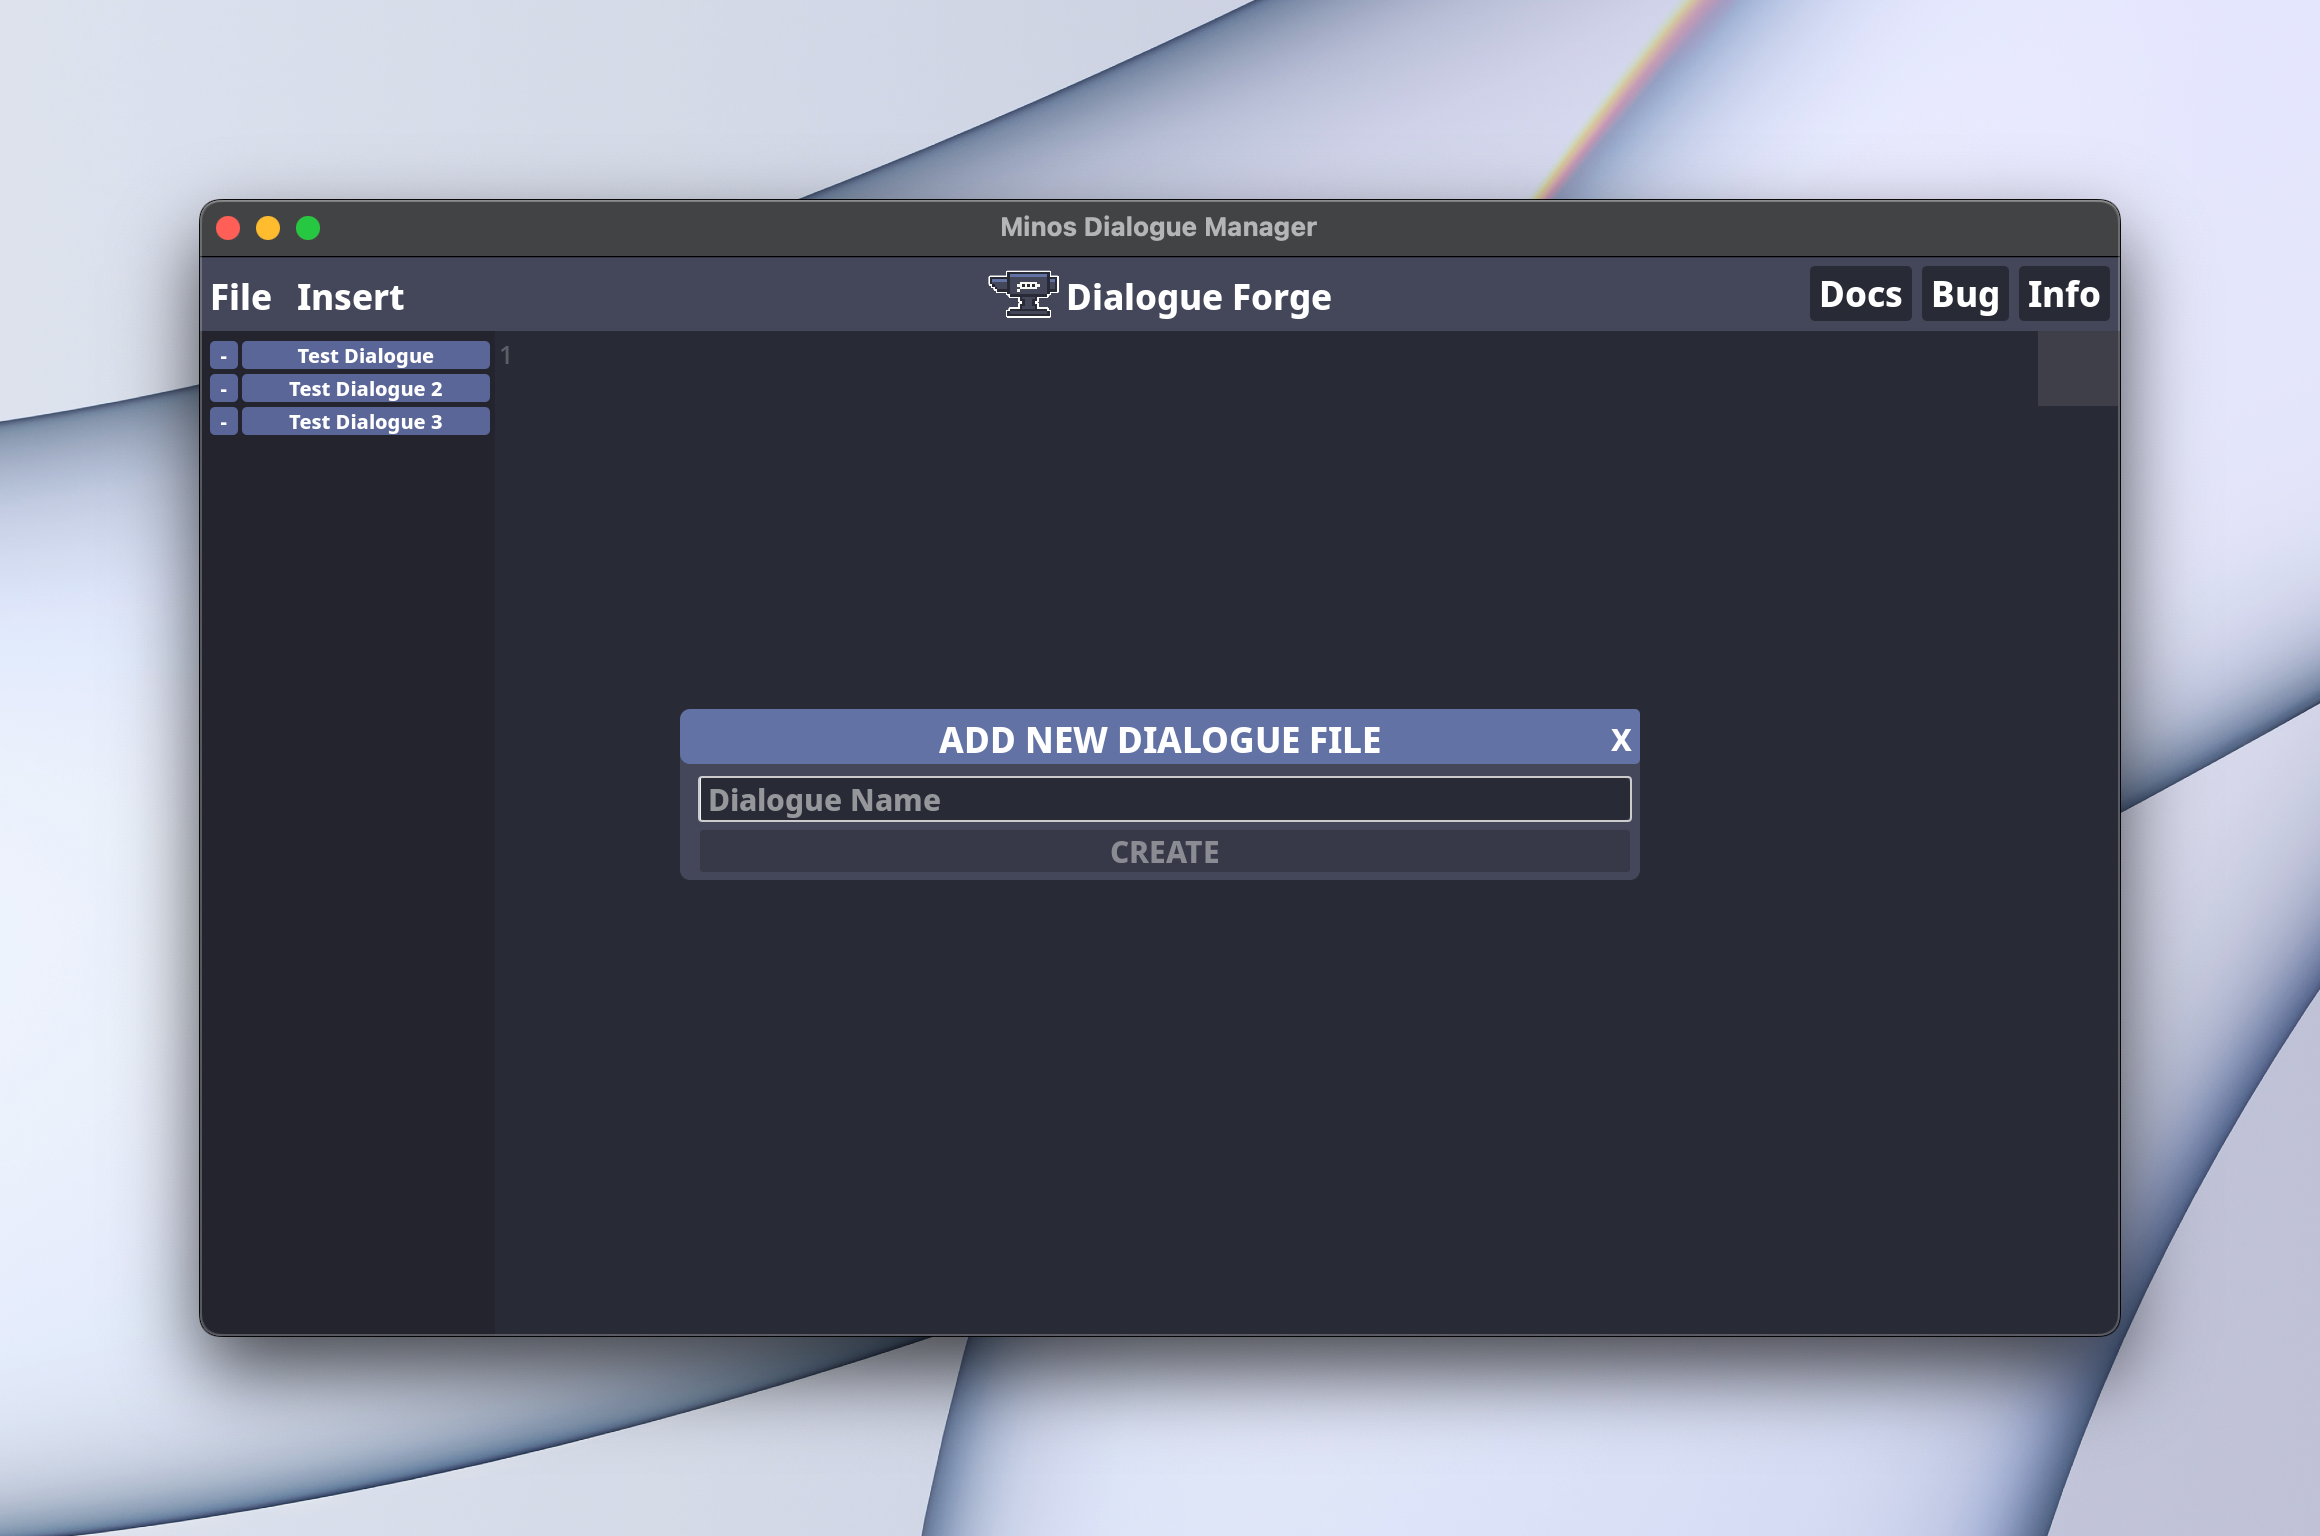 Minos Dialogue Manager
File Insert Dialogue Forge Docs Bug Info
- Test Dialogue 1
- Test Dialogue 2
- Test Dialogue 3
ADD NEW DIALOGUE FILE X
Dialogue Name
CREATE